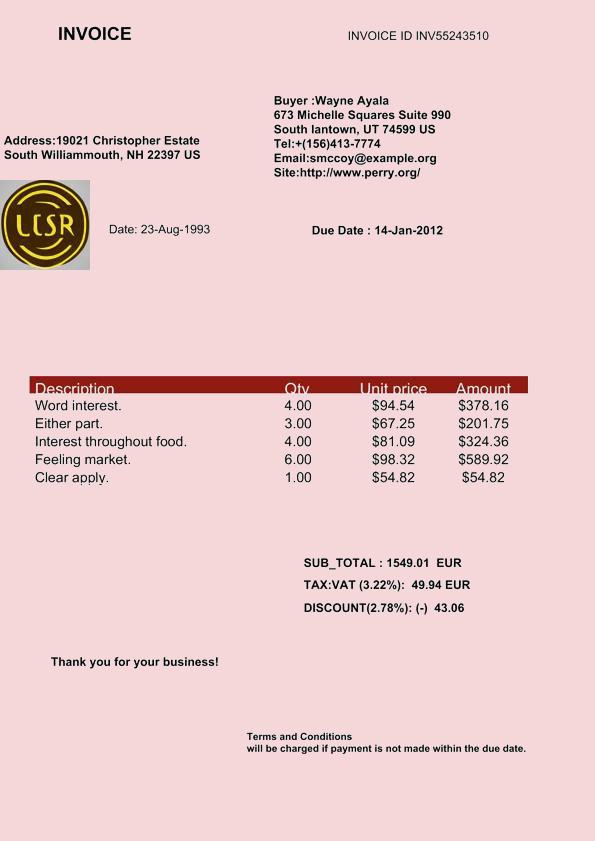 INVOICE
INVOICE ID INV55243510
Buyer :Wayne Ayala
673 Michelle Squares Suite 990
South Iantown, UT 74599 US
Tel:+(156)413-7774
Email:smccoy@example.org
Site:http://www.perry.org/
Address:19021 Christopher Estate
South Williammouth, NH 22397 US
LCSR
Date: 23-Aug-1993
Due Date : 14-Jan-2012
Description Qty Unit price Amount
Word interest. 4.00 $94.54 $378.16
Either part. 3.00 $67.25 $201.75
Interest throughout food. 4.00 $81.09 $324.36
Feeling market. 6.00 $98.32 $589.92
Clear apply. 1.00 $54.82 $54.82
SUB_TOTAL : 1549.01 EUR
TAX:VAT (3.22%): 49.94 EUR
DISCOUNT(2.78%): (-) 43.06
Thank you for your business!
Terms and Conditions
will be charged if payment is not made within the due date.